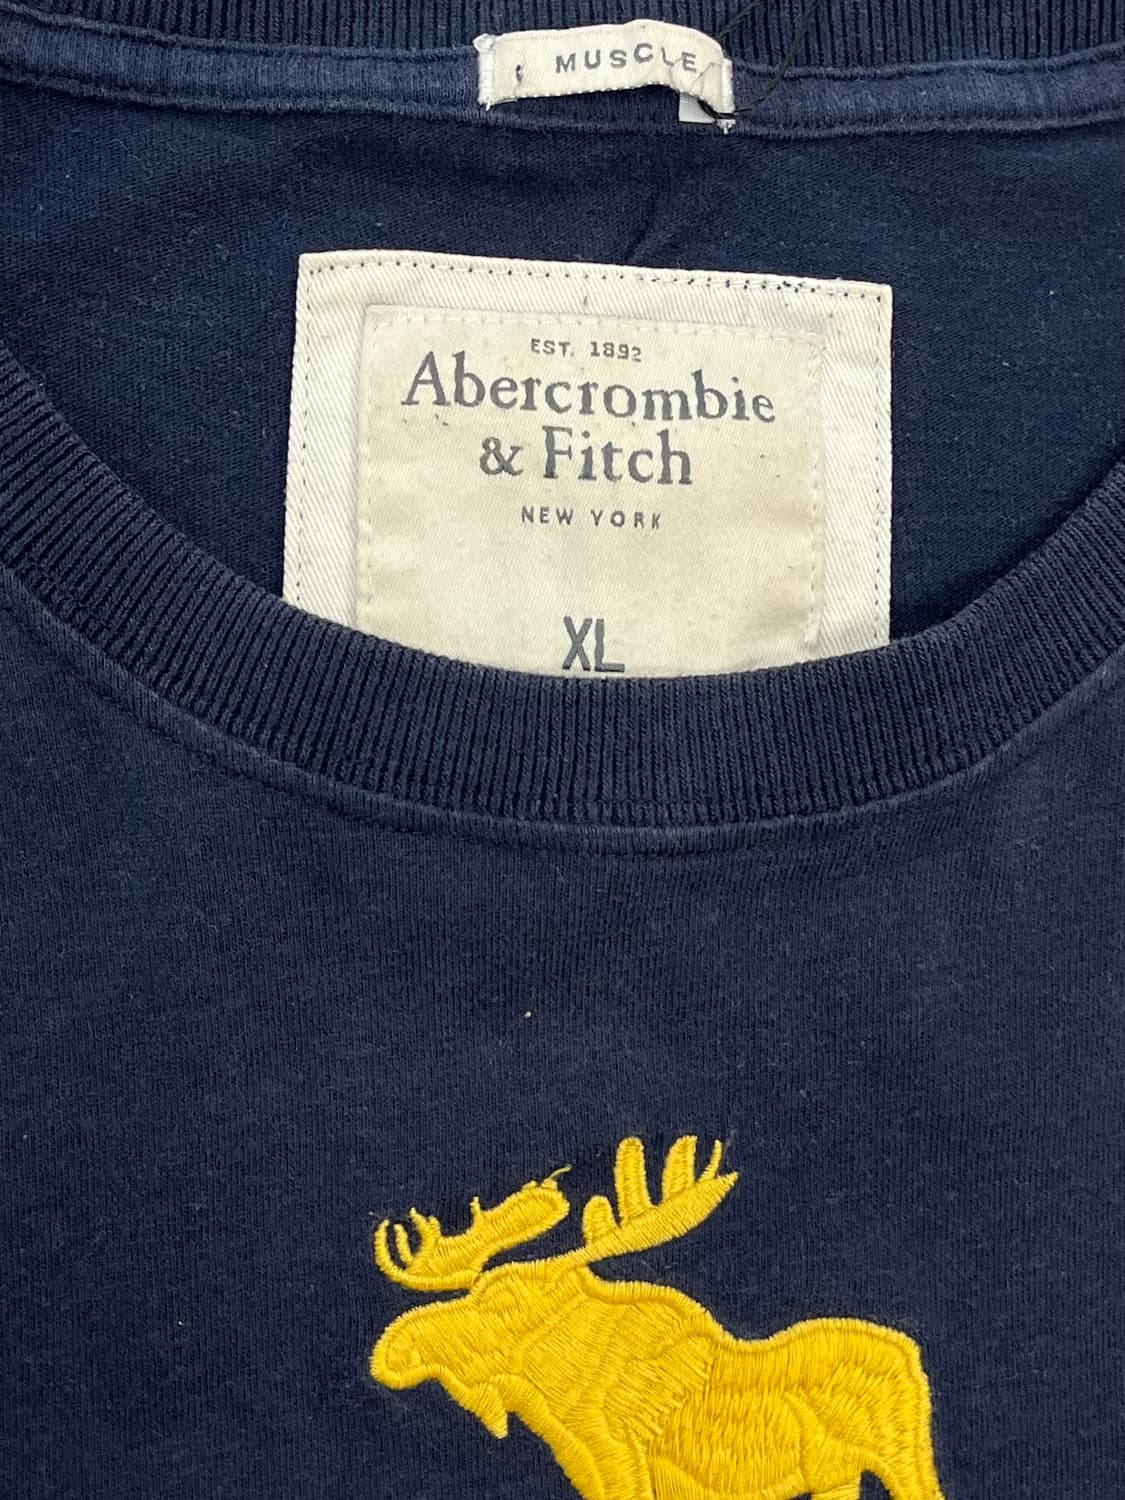 MUSCLE
EST. 1892
Abercrombie
& Fitch
NEW YORK
XL